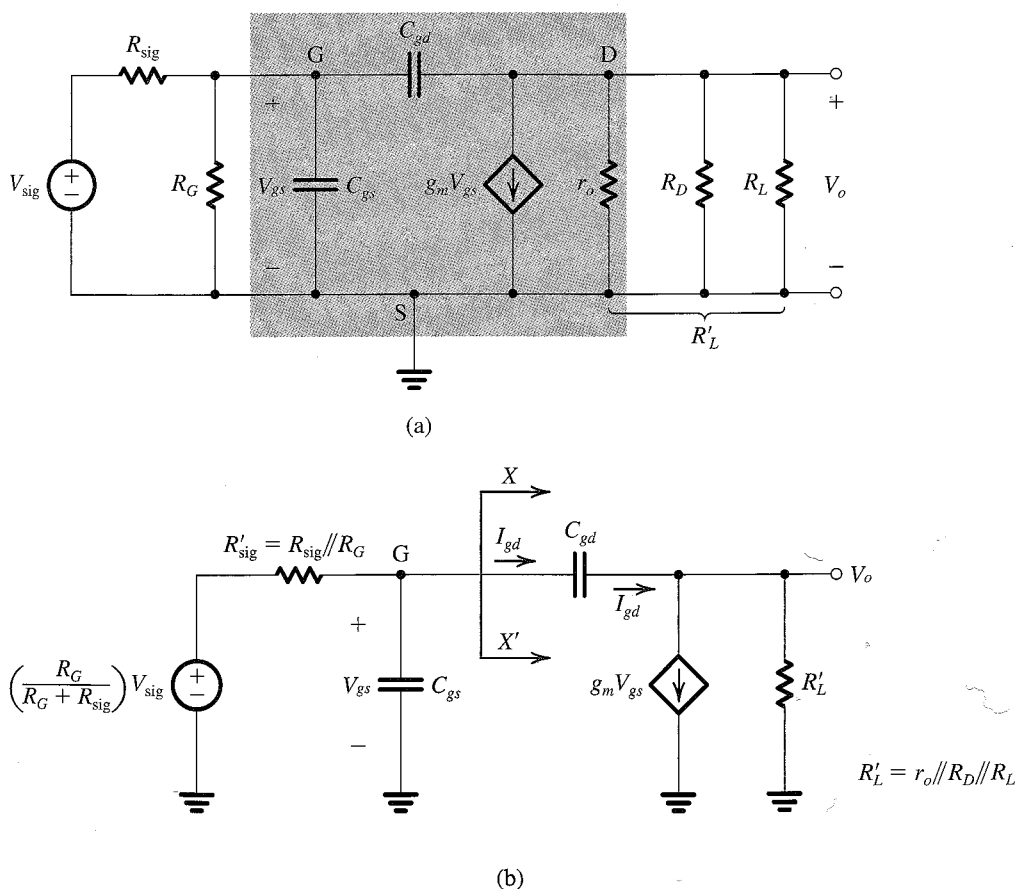 C_gd
R_sig
G
D
+
+
V_sig
+
−
R_G
V_gs
C_gs
g_m V_gs
r_o
R_D
R_L
V_o
−
−
S
R'_L
(a)
X
I_gd
C_gd
R'_sig = R_sig//R_G
G
V_o
I_gd
X'
+
(R_G / (R_G + R_sig)) V_sig
+
−
V_gs
C_gs
g_m V_gs
R'_L
−
R'_L = r_o//R_D//R_L
(b)